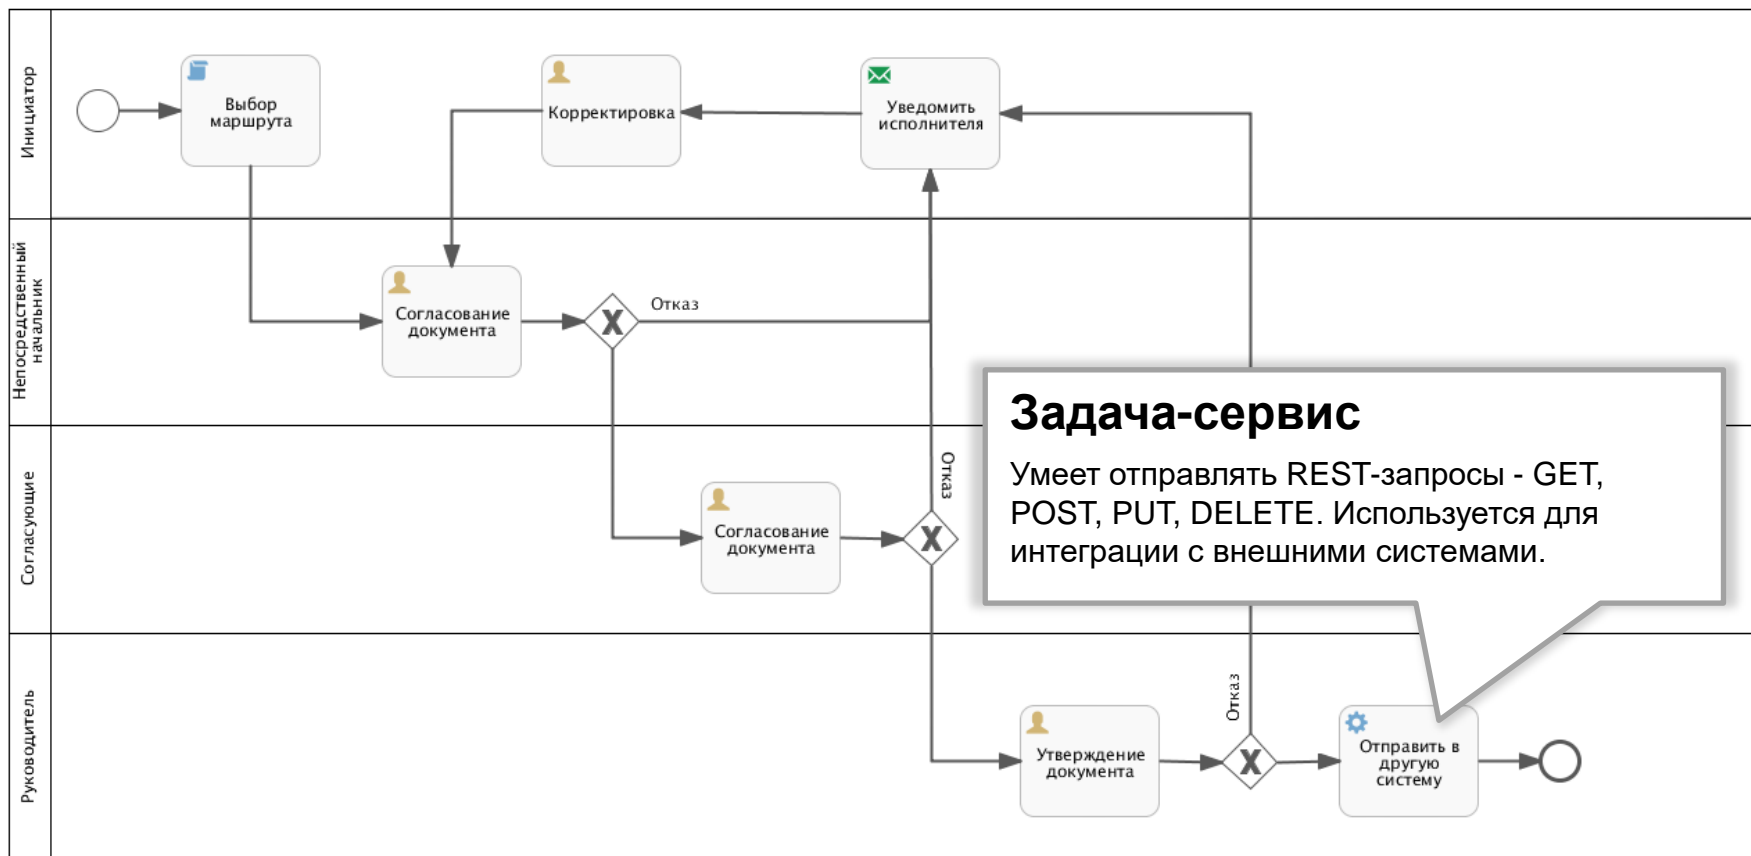 Инициатор
Выбор
маршрута
Корректировка
Уведомить
исполнителя
Непосредственный
начальник
Согласование
документа
Отказ
Задача-сервис
Умеет отправлять REST-запросы - GET,
POST, PUT, DELETE. Используется для
интеграции с внешними системами.
Согласующие
Согласование
документа
Отказ
Руководитель
Утверждение
документа
Отказ
Отправить в
другую
систему